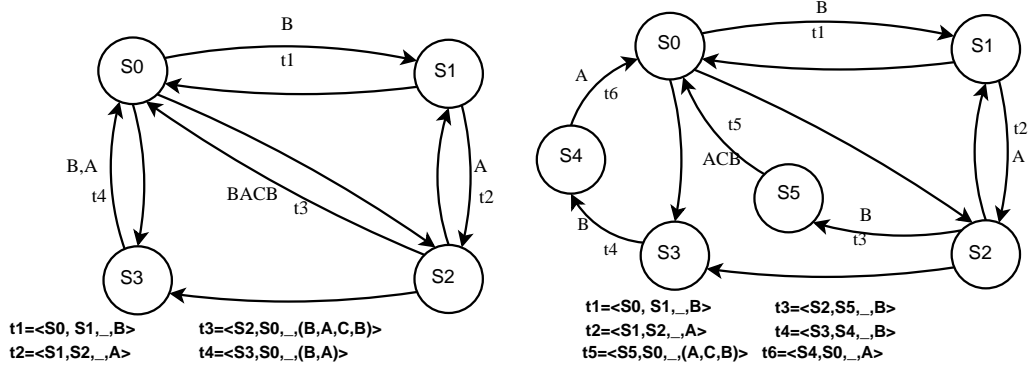 B
t1
S0
S1
B,A
t4
BACB
t3
A
t2
S3
S2
t1=<S0, S1,_,B>
t3=<S2,S0,_,(B,A,C,B)>
t2=<S1,S2,_,A>
t4=<S3,S0,_,(B,A)>
B
t1
S0
S1
A
t6
t5
t2
A
S4
ACB
S5
B
t4
B
t3
S3
S2
t1=<S0, S1,_,B>
t3=<S2,S5,_,B>
t2=<S1,S2,_,A>
t4=<S3,S4,_,B>
t5=<S5,S0,_,(A,C,B)>
t6=<S4,S0,_,A>